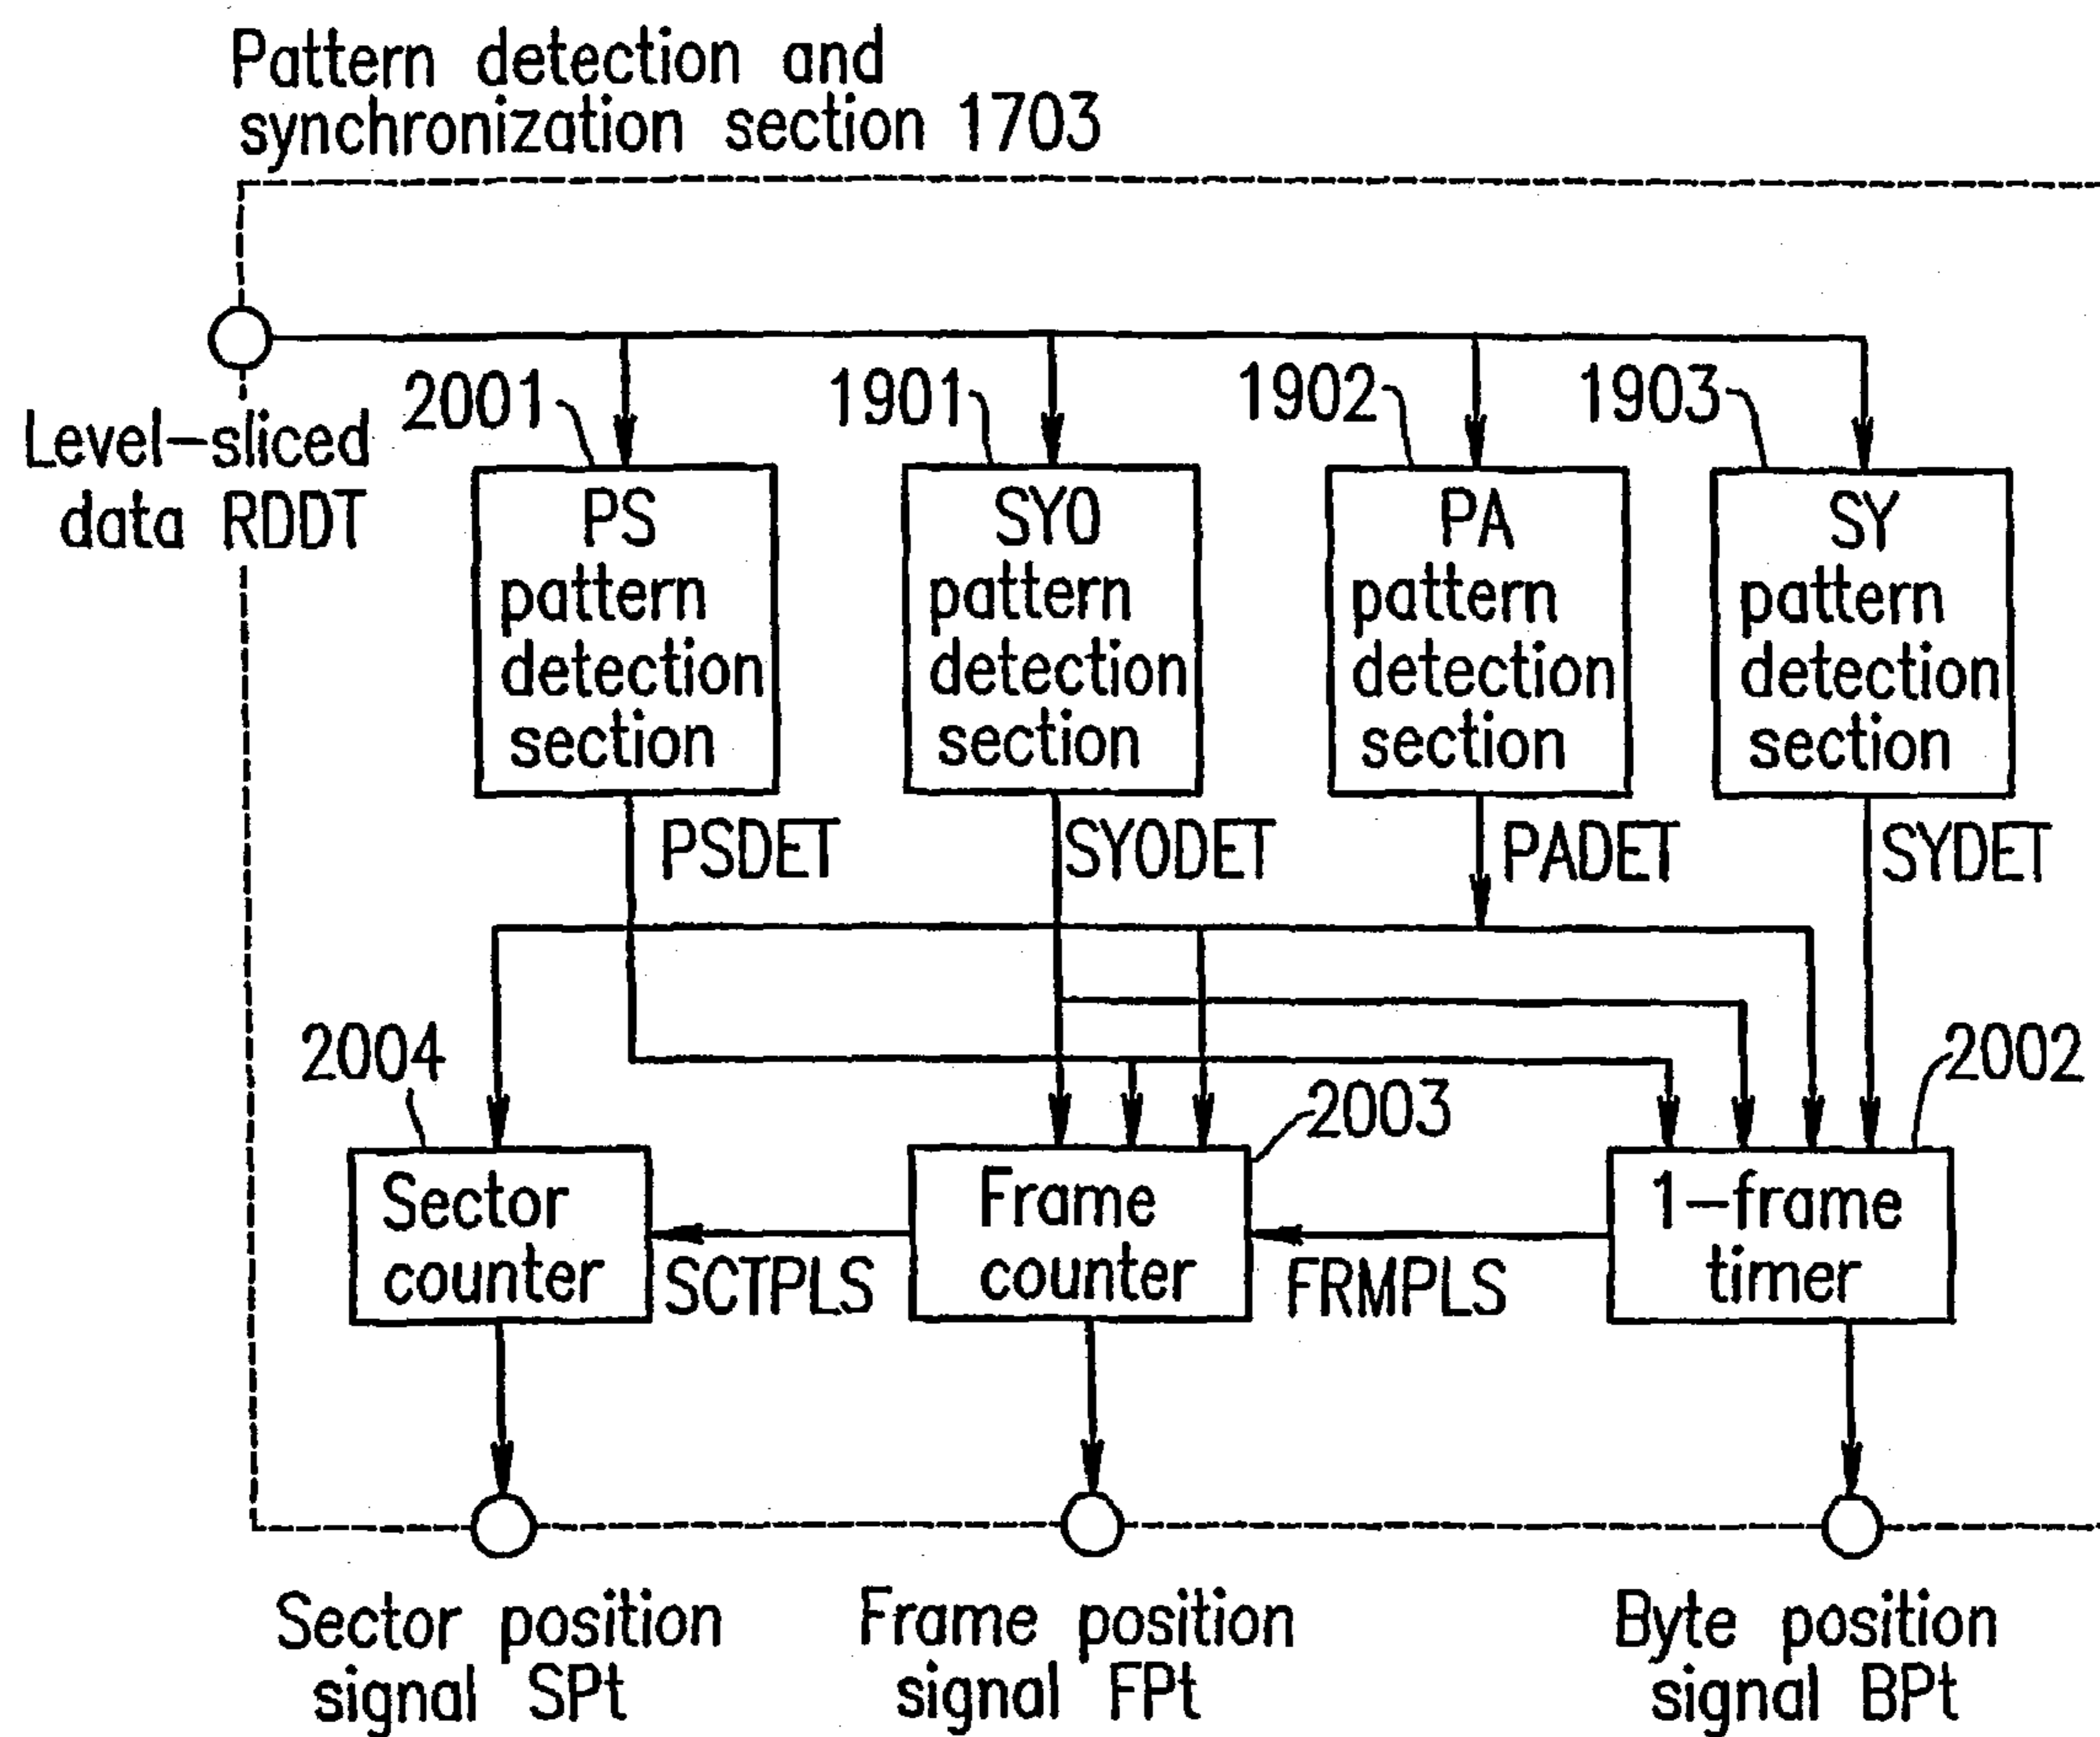 Pattern detection and
synchronization section 1703
Level-sliced
data RDDT
2001
1901
1902
1903
PS
pattern
detection
section
SY0
pattern
detection
section
PA
pattern
detection
section
SY
pattern
detection
section
PSDET
SY0DET
PADET
SYDET
2004
2003
2002
Sector
counter
SCTPLS
Frame
counter
FRMPLS
1-frame
timer
Sector position
signal SPt
Frame position
signal FPt
Byte position
signal BPt